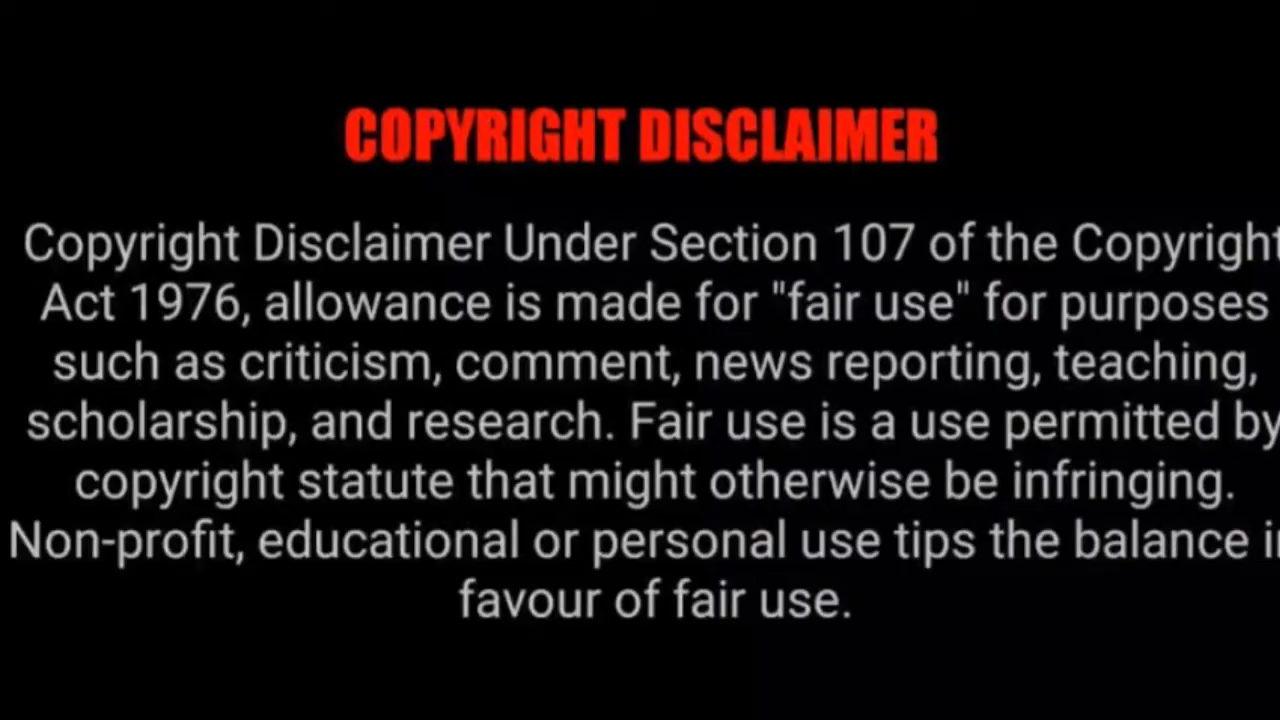 COPYRIGHT DISCLAIMER
Copyright Disclaimer Under Section 107 of the Copyright
Act 1976, allowance is made for "fair use" for purposes
such as criticism, comment, news reporting, teaching,
scholarship, and research. Fair use is a use permitted by
copyright statute that might otherwise be infringing.
Non-profit, educational or personal use tips the balance in
favour of fair use.